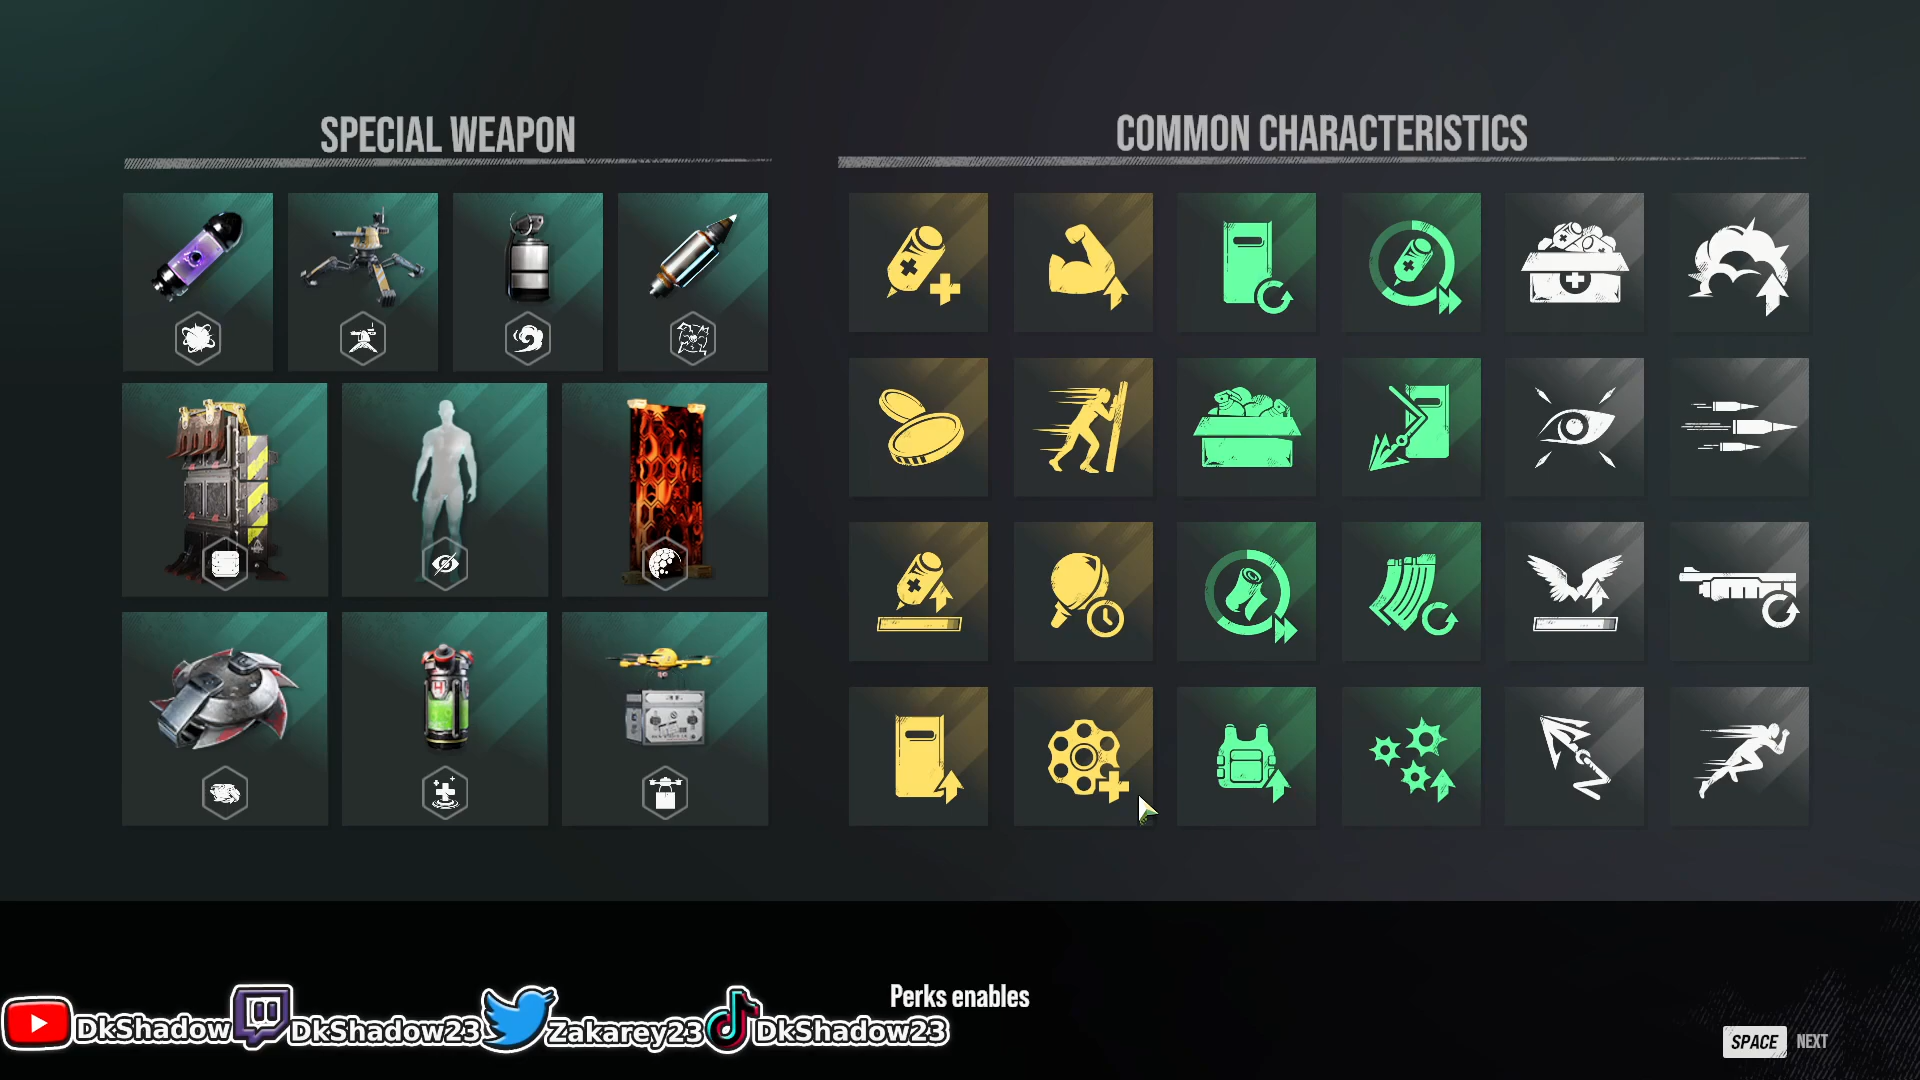 SPECIAL WEAPON
COMMON CHARACTERISTICS
H
Perks enables
DkShadow
DkShadow23
Zakarey23
DkShadow23
SPACE NEXT